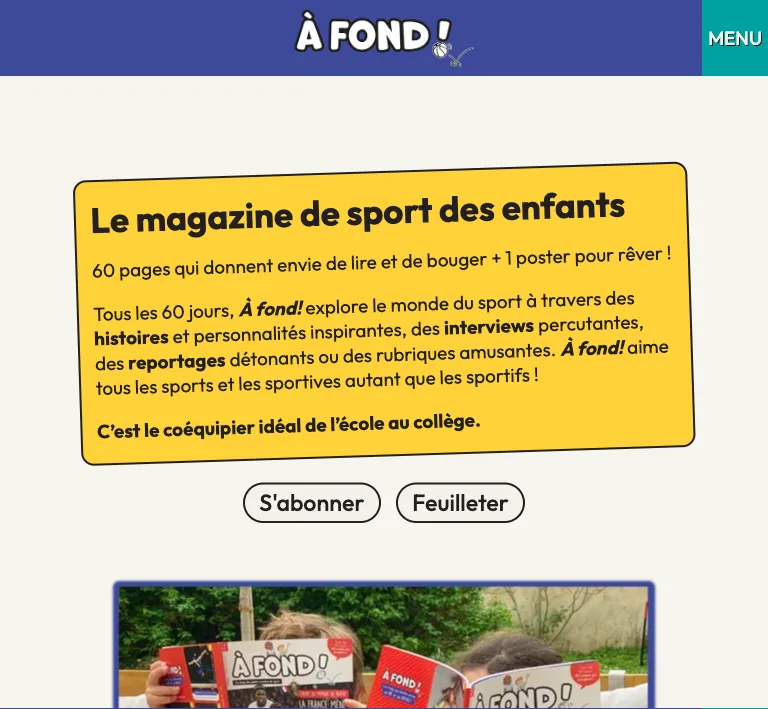 À FOND !
MENU
Le magazine de sport des enfants
60 pages qui donnent envie de lire et de bouger + 1 poster pour rêver !
Tous les 60 jours, À fond! explore le monde du sport à travers des
histoires et personnalités inspirantes, des interviews percutantes,
des reportages détonants ou des rubriques amusantes. À fond! aime
tous les sports et les sportives autant que les sportifs !
C’est le coéquipier idéal de l’école au collège.
S'abonner
Feuilleter
À FOND !
À FOND !
À FOND !
LA FRANCE